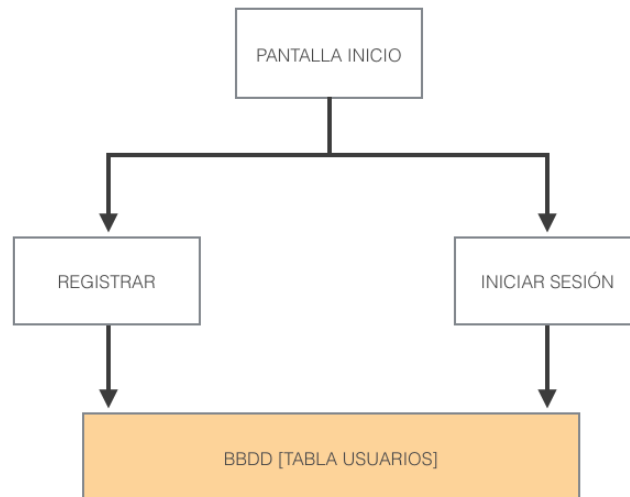 PANTALLA INICIO
REGISTRAR
INICIAR SESIÓN
BBDD [TABLA USUARIOS]